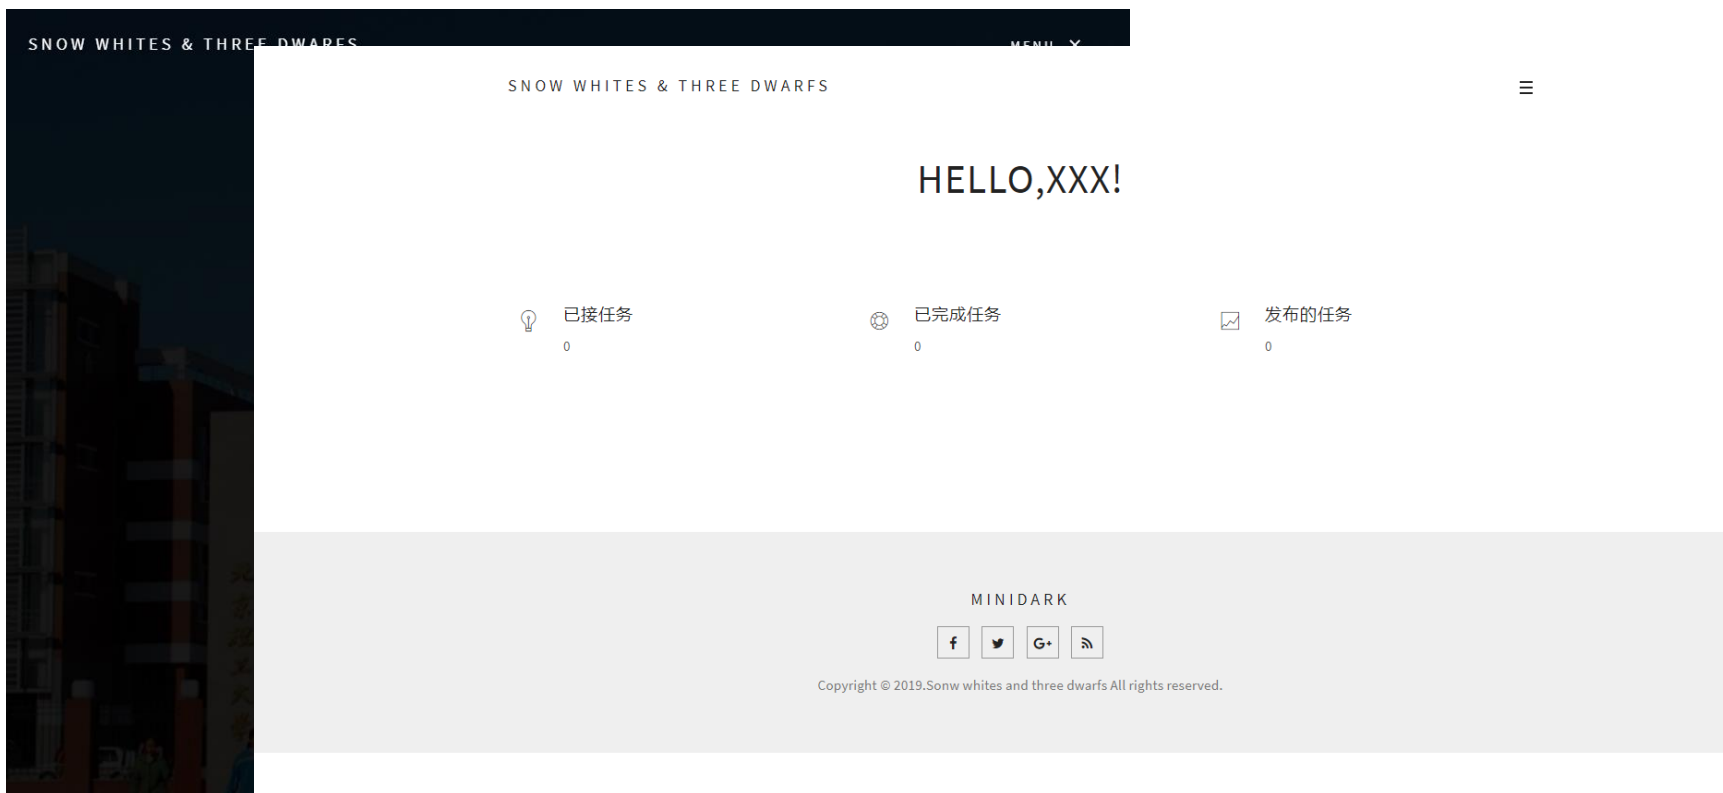 SNOW WHITES & THREE DWARFS
MENU
SNOW WHITES & THREE DWARFS
HELLO,XXX!
已接任务
0
已完成任务
0
发布的任务
0
MINIDARK
Copyright © 2019.Sonw whites and three dwarfs All rights reserved.